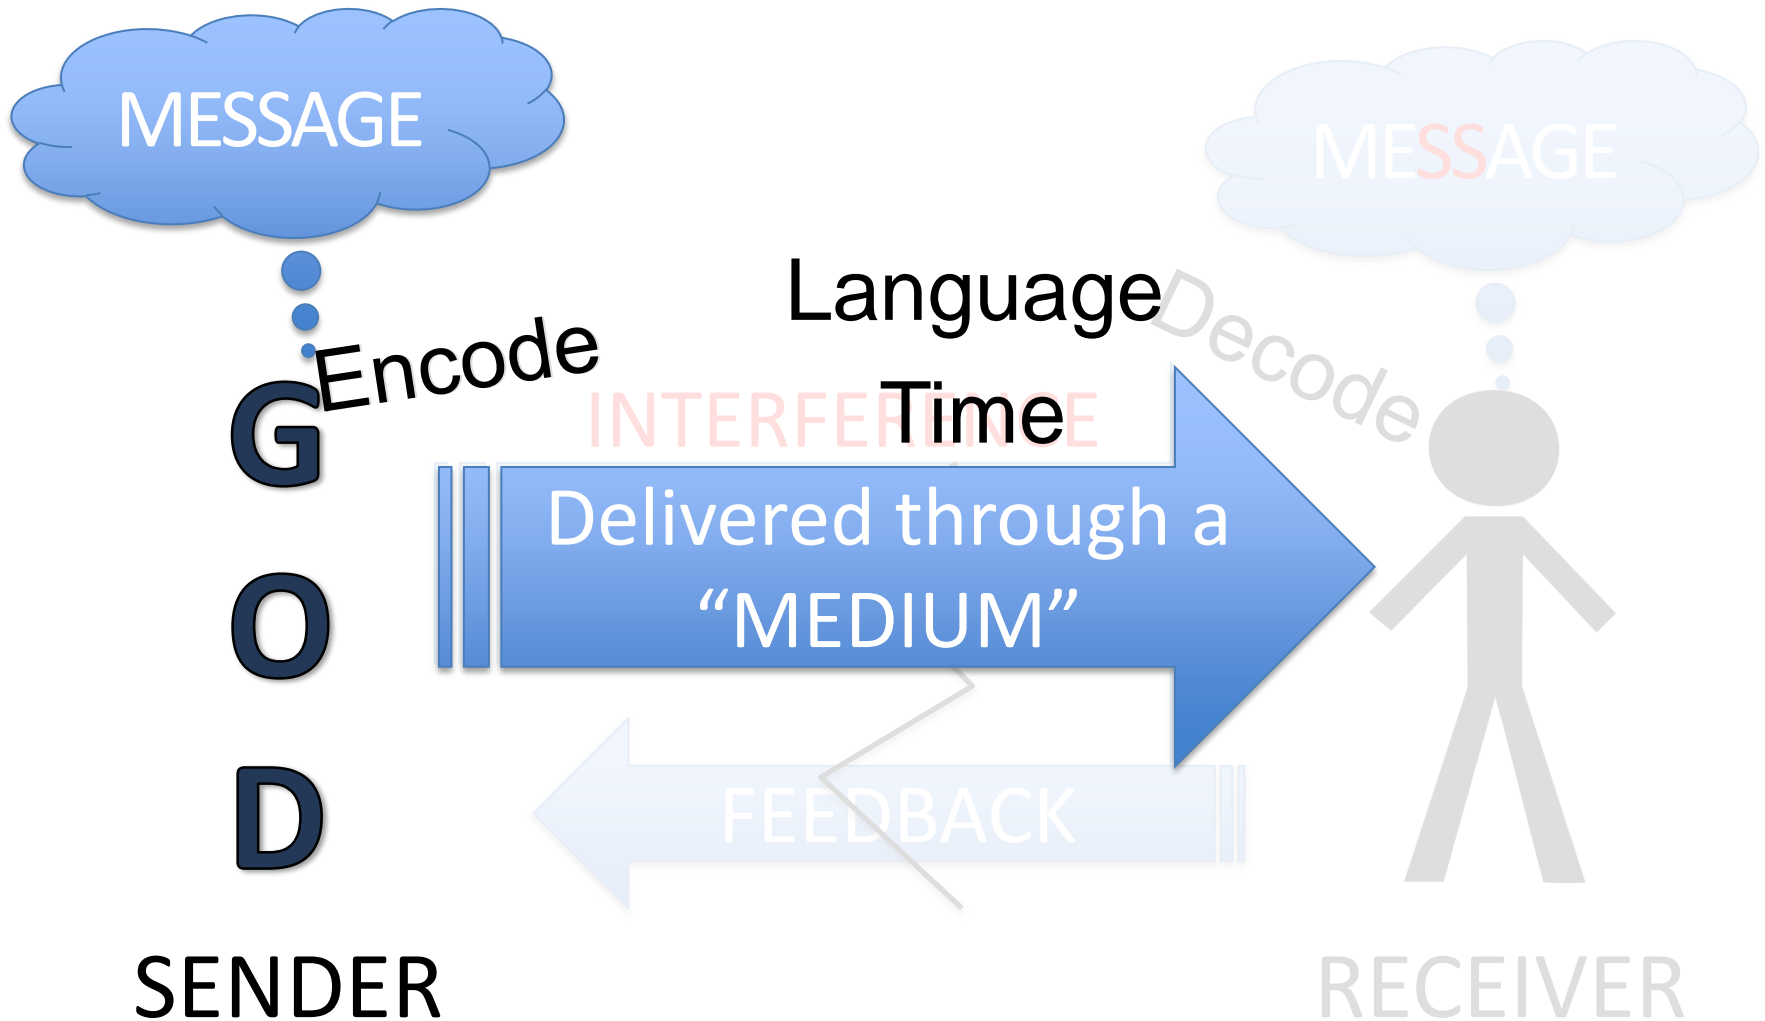 MESSAGE
MESSAGE
Language
Decode
Encode
Time
INTERFERENCE
G
O
D
Delivered through a
“MEDIUM”
FEEDBACK
SENDER
RECEIVER